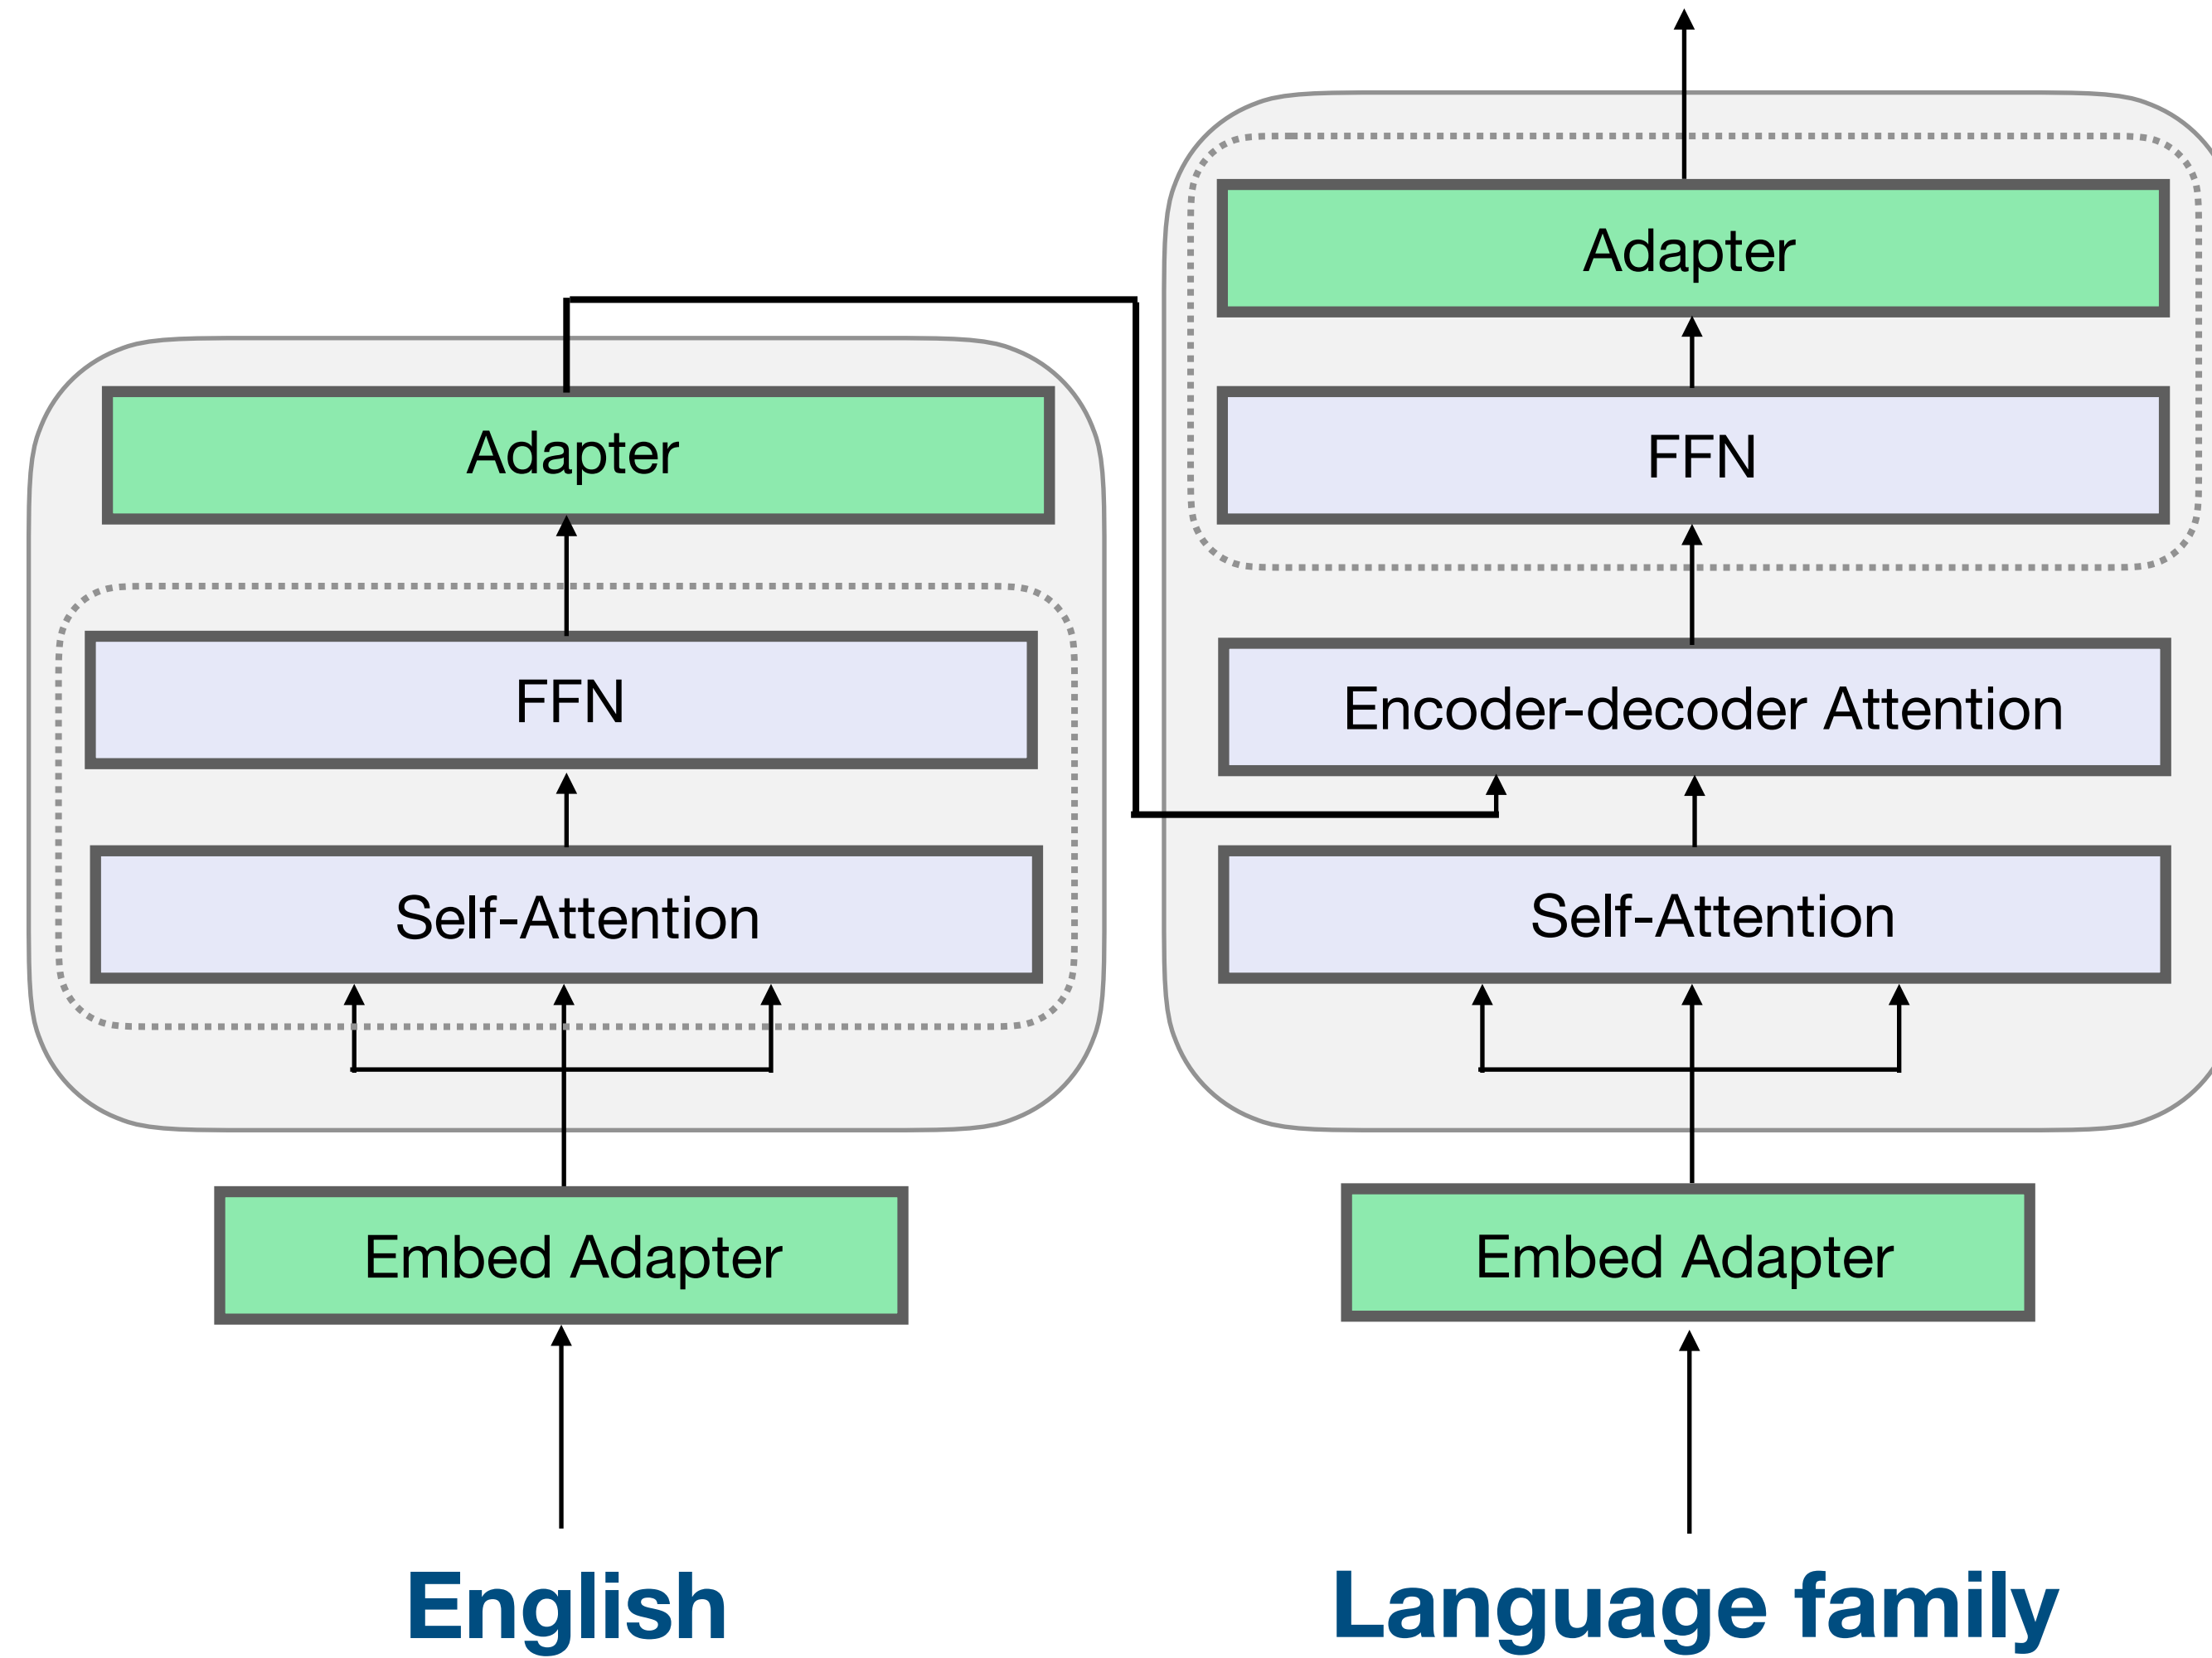 Adapter
FFN
Self-Attention
Embed Adapter
English
Adapter
FFN
Encoder-decoder Attention
Self-Attention
Embed Adapter
Language family